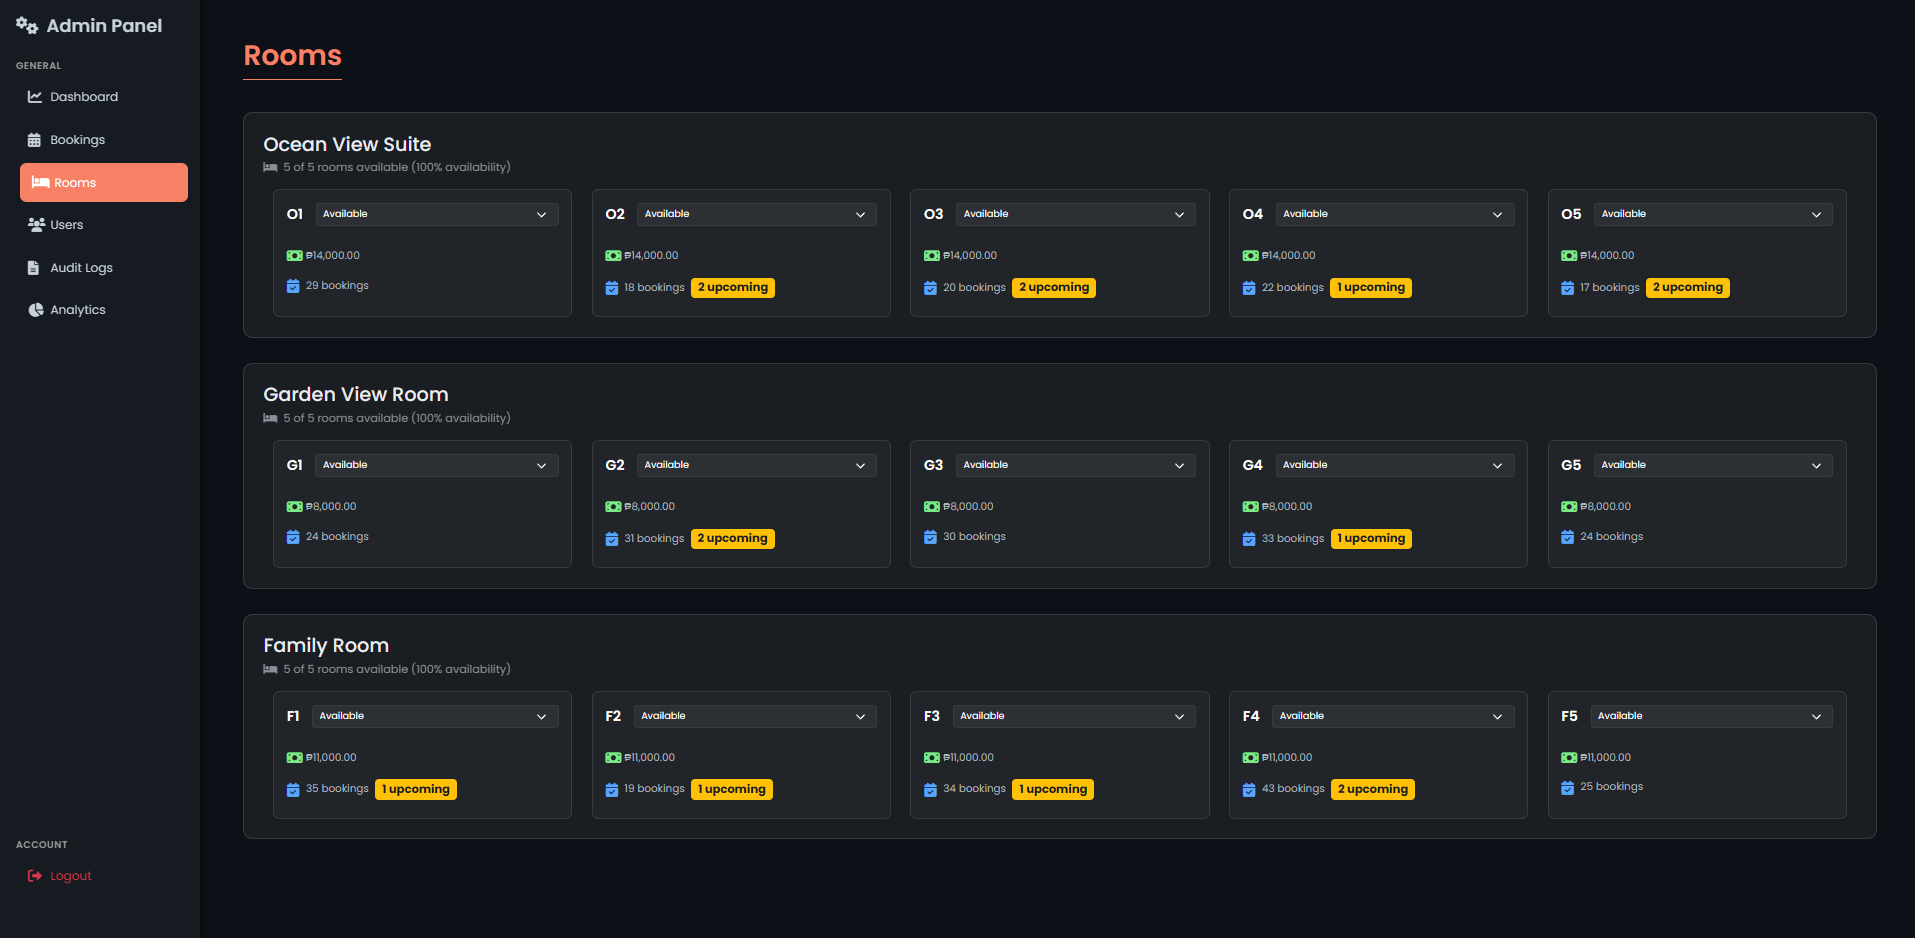 Admin Panel
GENERAL
Dashboard
Bookings
Rooms
Users
Audit Logs
Analytics
ACCOUNT
Logout
Rooms
Ocean View Suite
5 of 5 rooms available (100% availability)
O1 Available
₱14,000.00
29 bookings
O2 Available
₱14,000.00
18 bookings 2 upcoming
O3 Available
₱14,000.00
20 bookings 2 upcoming
O4 Available
₱14,000.00
22 bookings 1 upcoming
O5 Available
₱14,000.00
17 bookings 2 upcoming
Garden View Room
5 of 5 rooms available (100% availability)
G1 Available
₱8,000.00
24 bookings
G2 Available
₱8,000.00
31 bookings 2 upcoming
G3 Available
₱8,000.00
30 bookings
G4 Available
₱8,000.00
33 bookings 1 upcoming
G5 Available
₱8,000.00
24 bookings
Family Room
5 of 5 rooms available (100% availability)
F1 Available
₱11,000.00
35 bookings 1 upcoming
F2 Available
₱11,000.00
19 bookings 1 upcoming
F3 Available
₱11,000.00
34 bookings 1 upcoming
F4 Available
₱11,000.00
43 bookings 2 upcoming
F5 Available
₱11,000.00
25 bookings